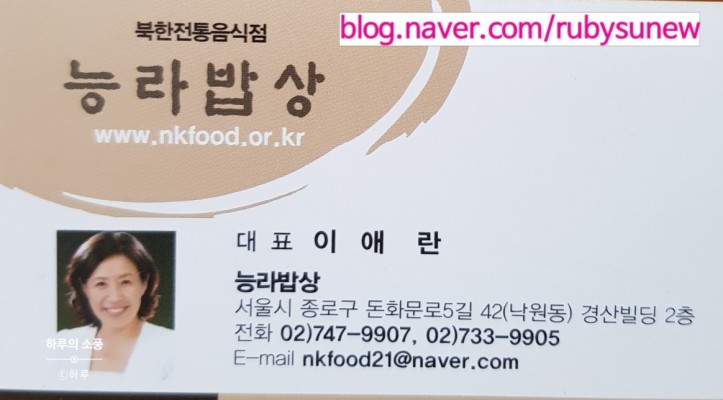 blog.naver.com/rubysunew
북한전통음식점
능라밥상
www.nkfood.or.kr
대표 이 애 란
능라밥상
서울시 종로구 돈화문로5길 42(낙원동) 경산빌딩 2층
전화 02)747-9907, 02)733-9905
E-mail nkfood21@naver.com
하루의 소풍
ⓒ하루